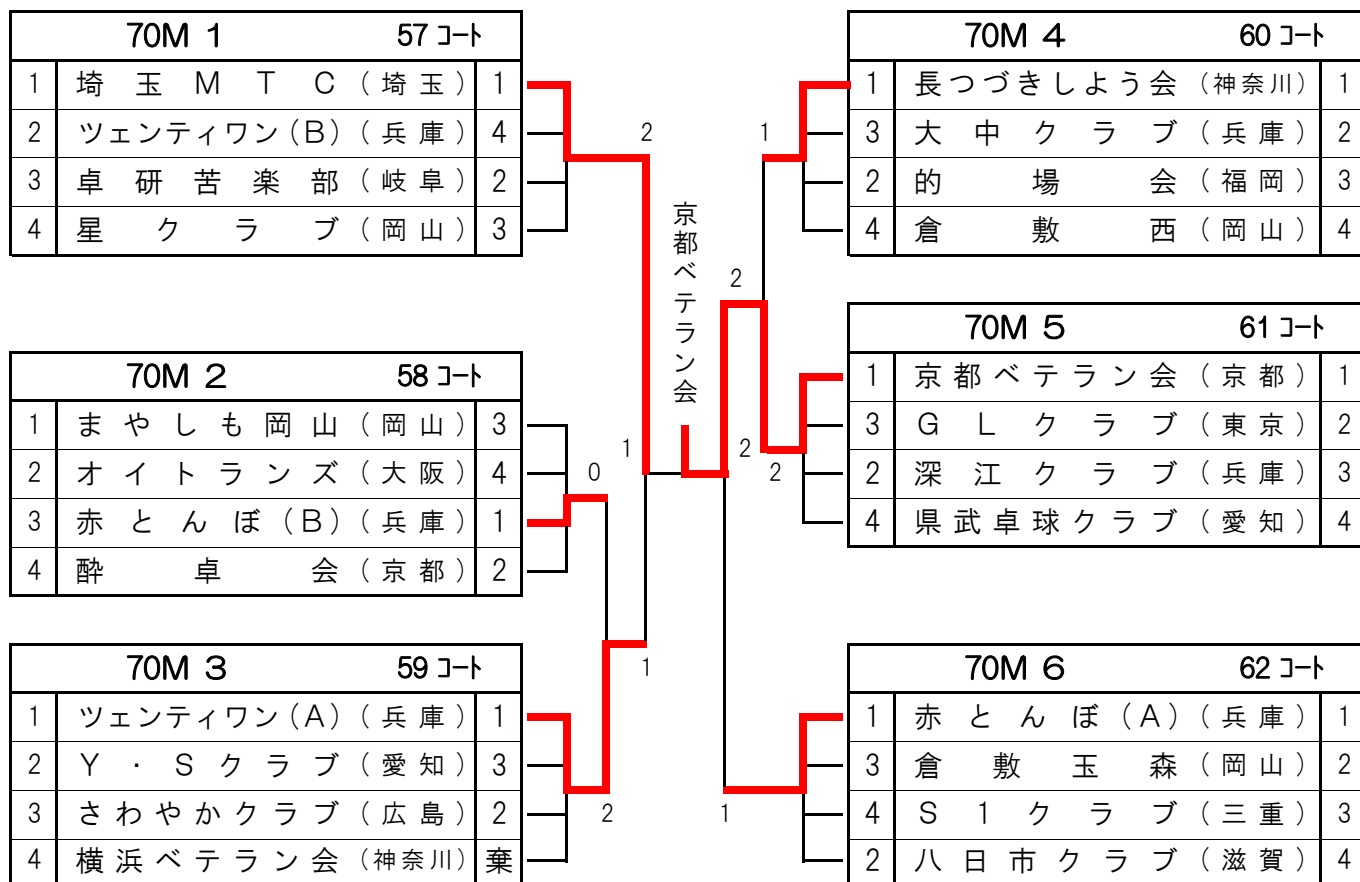 70M 1 57 コート
1 埼玉MTC (埼玉) 1
2 ツェンティワン(B) (兵庫) 4
3 卓研苦楽部 (岐阜) 2
4 星クラブ (岡山) 3
70M 2 58 コート
1 まやしも岡山 (岡山) 3
2 オイトランズ (大阪) 4
3 赤とんぼ(B) (兵庫) 1
4 酔卓会 (京都) 2
70M 3 59 コート
1 ツェンティワン(A) (兵庫) 1
2 Y・Sクラブ (愛知) 3
3 さわやかクラブ (広島) 2
4 横浜ベテラン会 (神奈川) 棄
2
0
1
1
2
京都ベテラン会
1
2
2
2
1
70M 4 60 コート
1 長つづきしよう会 (神奈川) 1
3 大中クラブ (兵庫) 2
2 的場会 (福岡) 3
4 倉敷西 (岡山) 4
70M 5 61 コート
1 京都ベテラン会 (京都) 1
3 GLクラブ (東京) 2
2 深江クラブ (兵庫) 3
4 県武卓球クラブ (愛知) 4
70M 6 62 コート
1 赤とんぼ(A) (兵庫) 1
3 倉敷玉森 (岡山) 2
4 S1クラブ (三重) 3
2 八日市クラブ (滋賀) 4